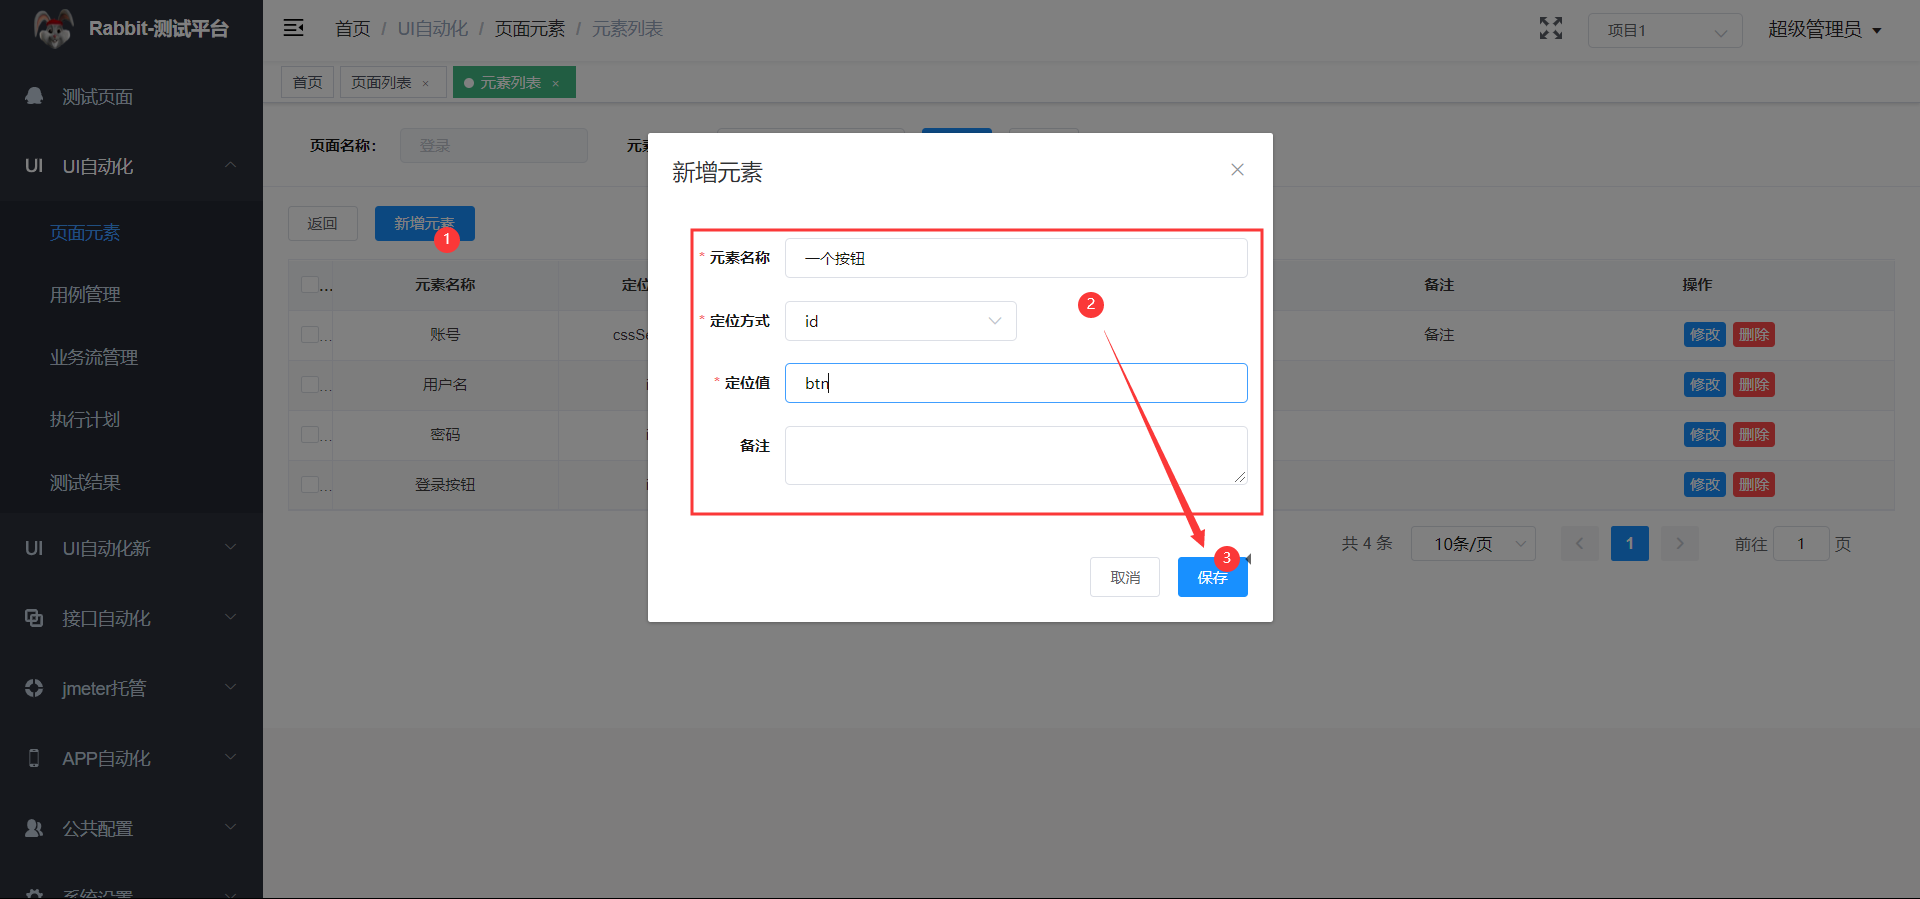 Rabbit-测试平台
首页 / UI自动化 / 页面元素 / 元素列表
项目1
超级管理员
首页
页面列表 ×
元素列表 ×
测试页面
UI UI自动化
页面元素
用例管理
业务流管理
执行计划
测试结果
UI UI自动化新
接口自动化
jmeter托管
APP自动化
公共配置
系统设置
页面名称：
登录
返回
新增元素
1
元素名称
备注
操作
... 账号
备注
修改 删除
... 用户名
修改 删除
... 密码
修改 删除
... 登录按钮
修改 删除
共 4 条
10条/页
1
前往 1 页
新增元素
* 元素名称
一个按钮
* 定位方式
id
2
* 定位值
btn
备注
取消
保存
3